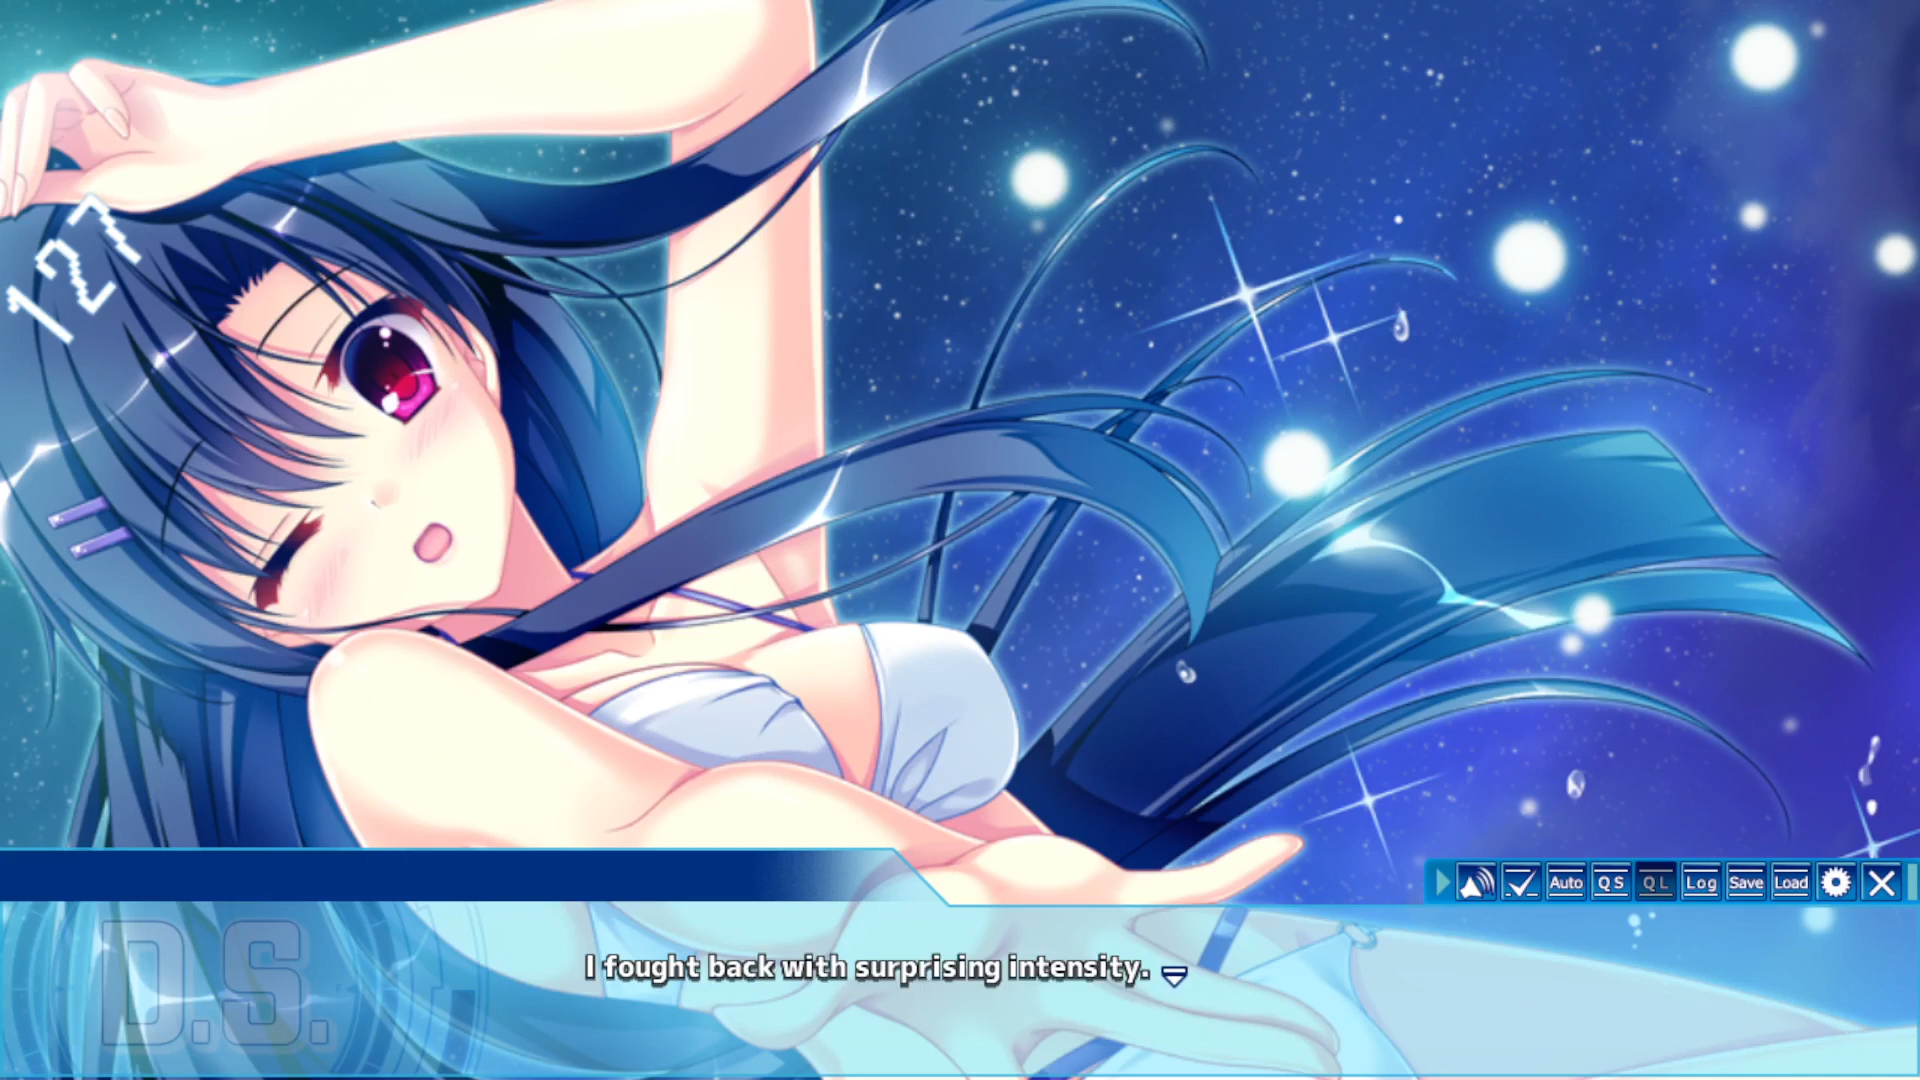 127
Auto
QS
QL
Log
Save
Load
D.S.
I fought back with surprising intensity.